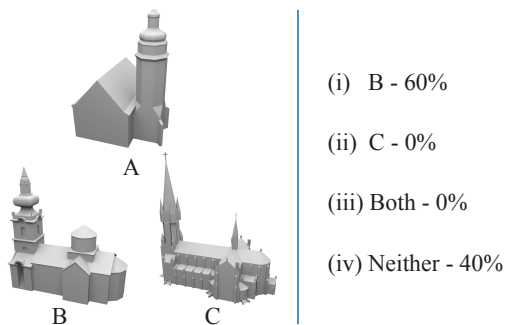 A
B
C
(i) B - 60%
(ii) C - 0%
(iii) Both - 0%
(iv) Neither - 40%